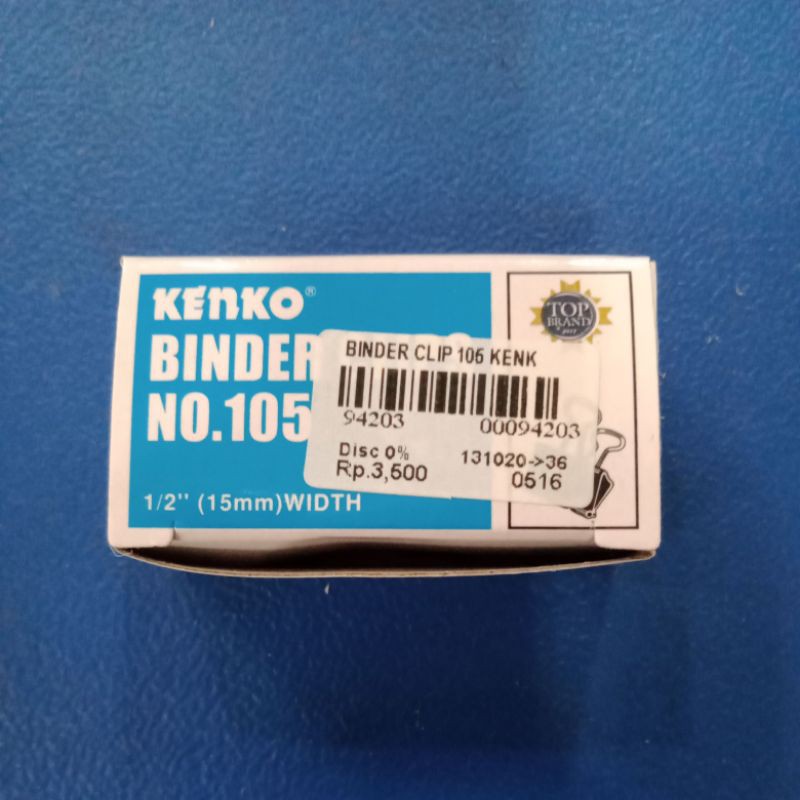 KENKO®
BINDER
NO.105
1/2" (15mm)WIDTH
TOP
BRAND
BINDER CLIP 105 KENK
94203 00094203
Disc 0% 131020->36
Rp.3,500 0516